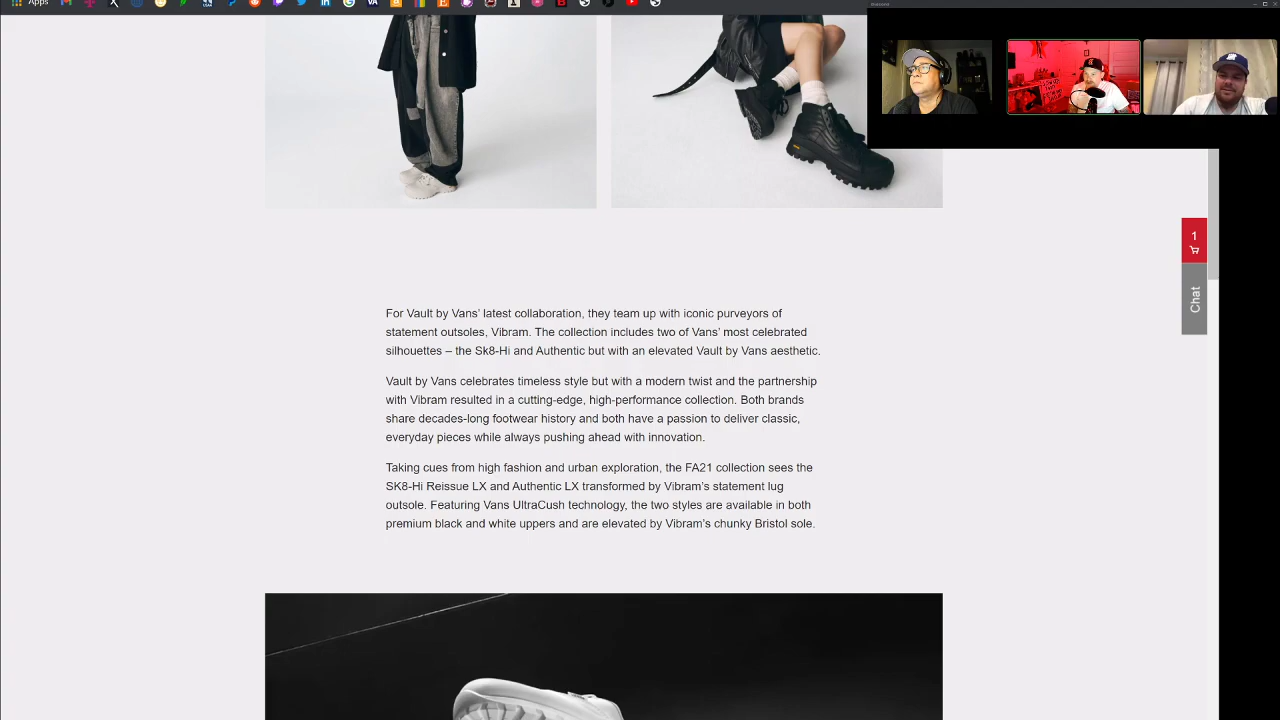 Apps
1
Chat
For Vault by Vans’ latest collaboration, they team up with iconic purveyors of
statement outsoles, Vibram. The collection includes two of Vans’ most celebrated
silhouettes – the Sk8-Hi and Authentic but with an elevated Vault by Vans aesthetic.
Vault by Vans celebrates timeless style but with a modern twist and the partnership
with Vibram resulted in a cutting-edge, high-performance collection. Both brands
share decades-long footwear history and both have a passion to deliver classic,
everyday pieces while always pushing ahead with innovation.
Taking cues from high fashion and urban exploration, the FA21 collection sees the
SK8-Hi Reissue LX and Authentic LX transformed by Vibram’s statement lug
outsole. Featuring Vans UltraCush technology, the two styles are available in both
premium black and white uppers and are elevated by Vibram’s chunky Bristol sole.